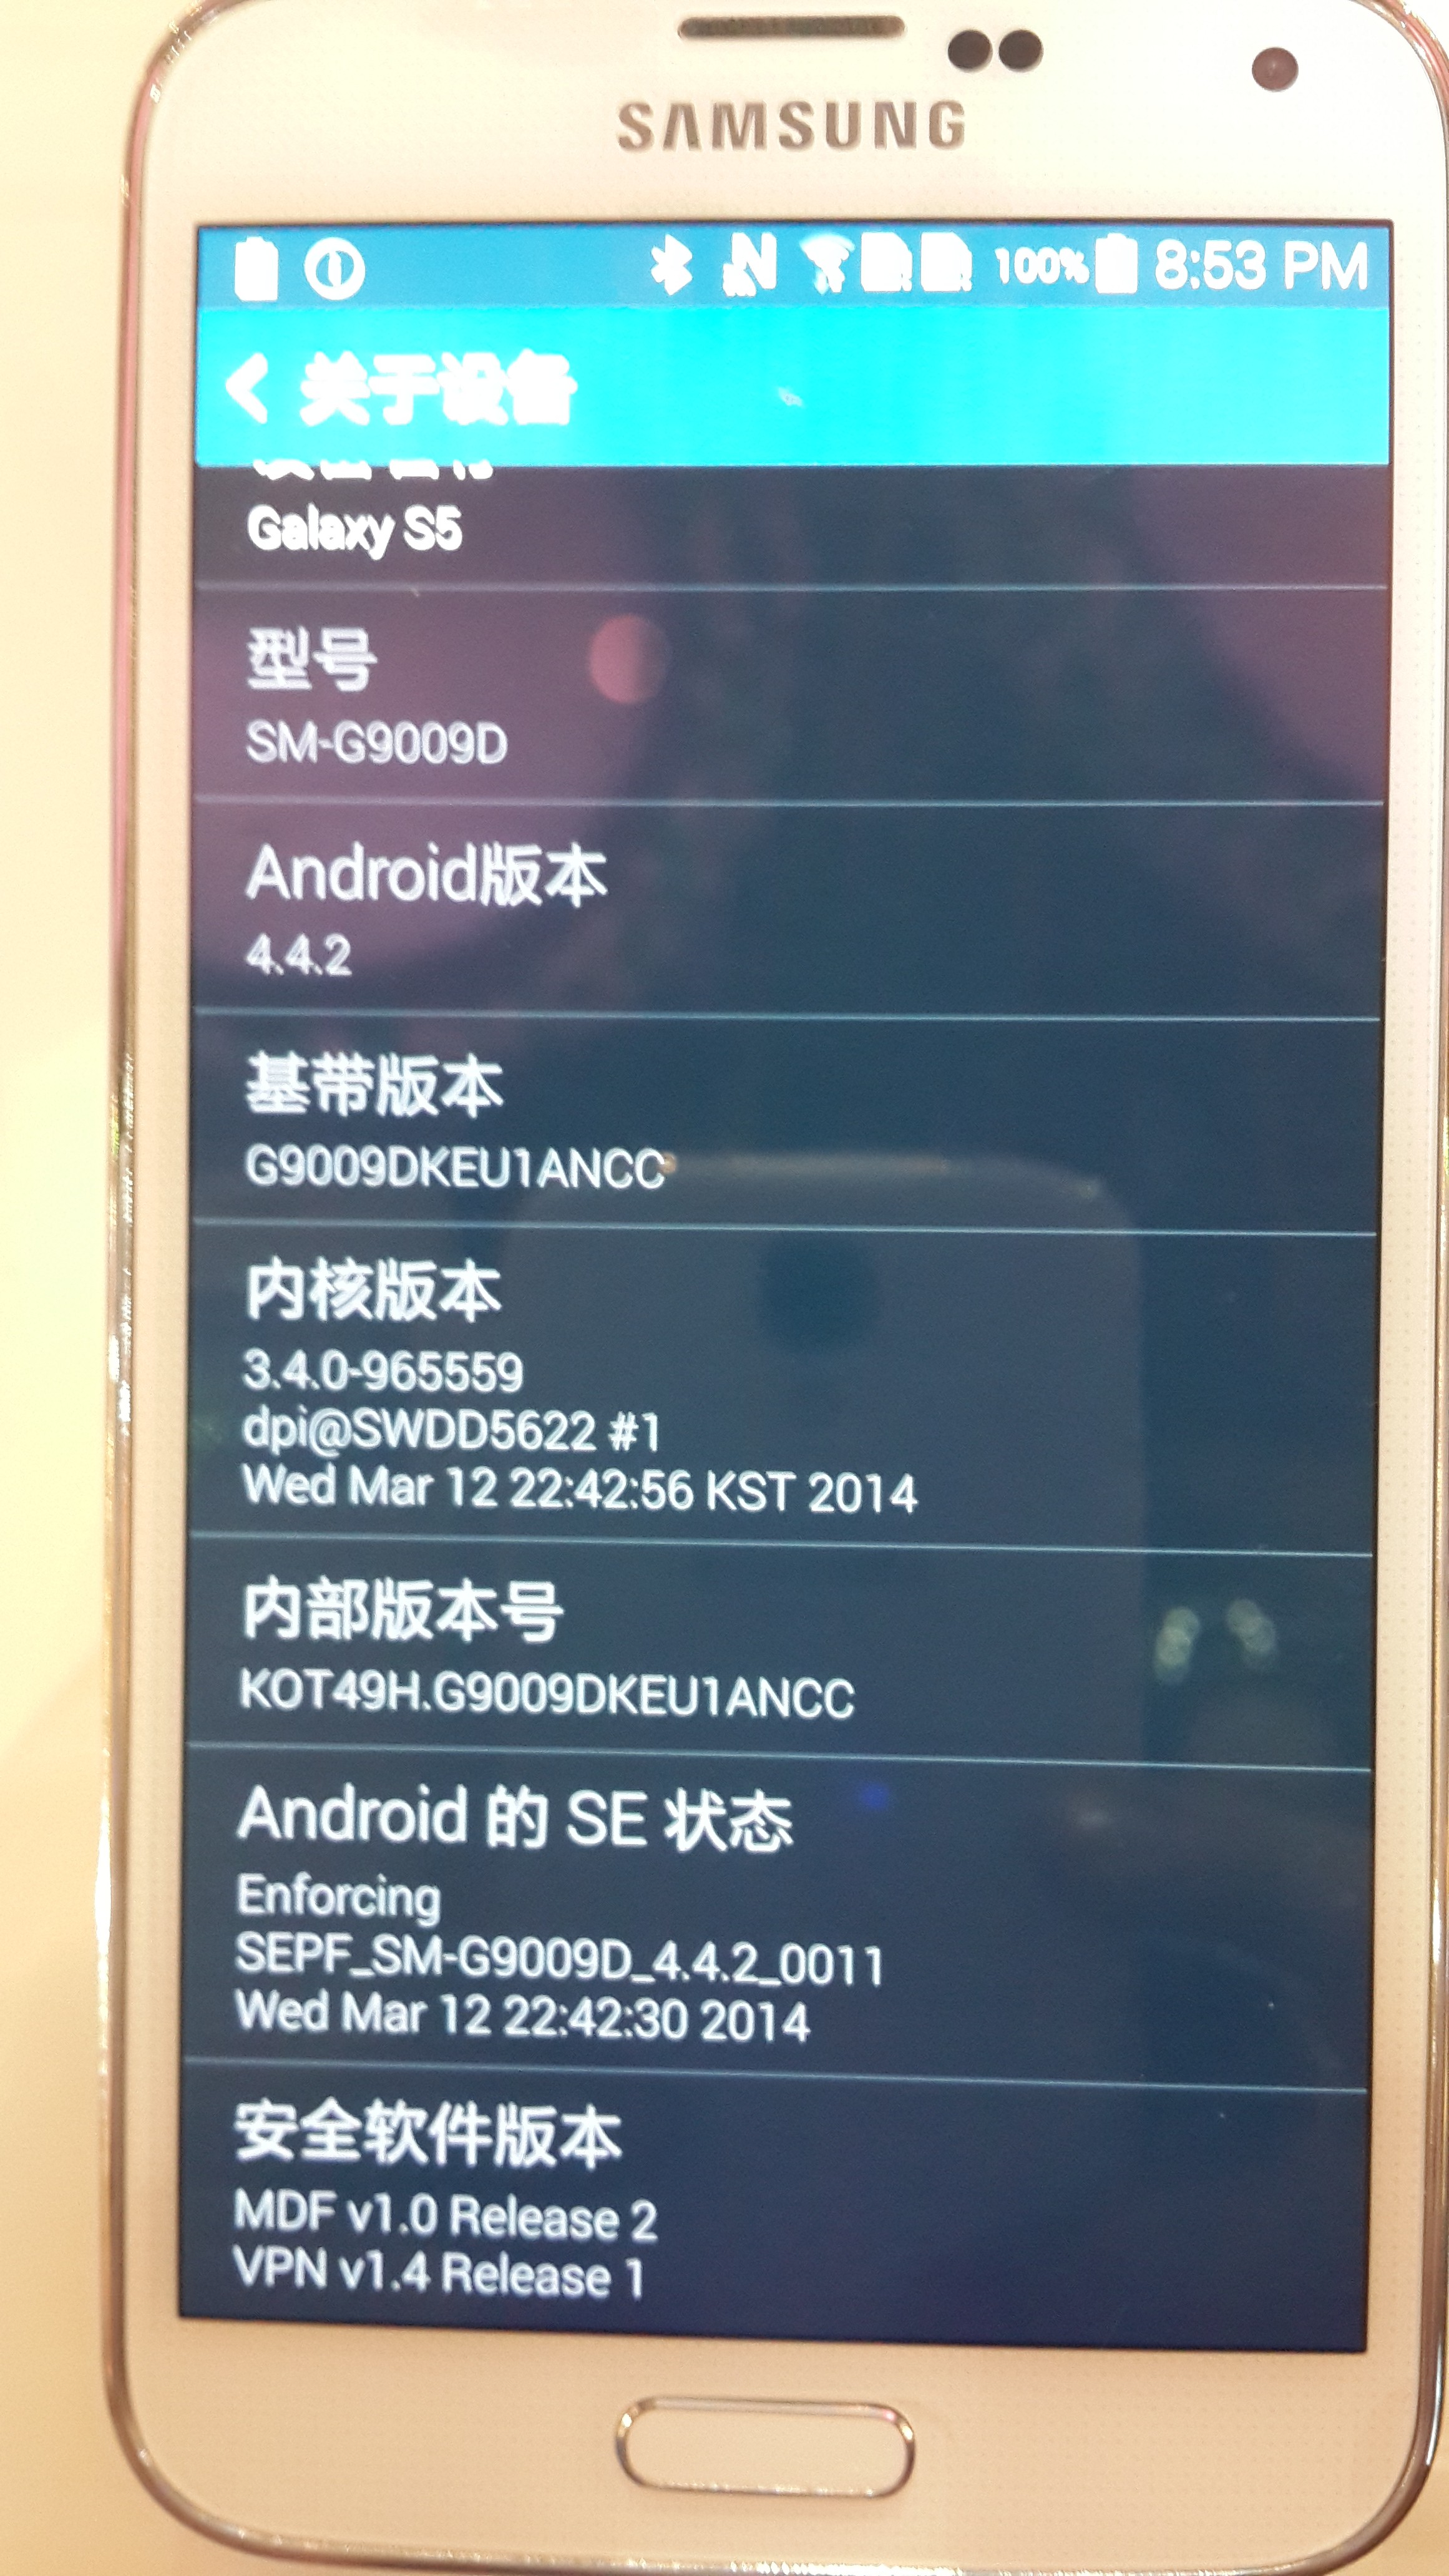 SAMSUNG
100% 8:53 PM
关于设备
Galaxy S5
型号
SM-G9009D
Android版本
4.4.2
基带版本
G9009DKEU1ANCC
内核版本
3.4.0-965559
dpi@SWDD5622 #1
Wed Mar 12 22:42:56 KST 2014
内部版本号
KOT49H.G9009DKEU1ANCC
Android 的 SE 状态
Enforcing
SEPF_SM-G9009D_4.4.2_0011
Wed Mar 12 22:42:30 2014
安全软件版本
MDF v1.0 Release 2
VPN v1.4 Release 1